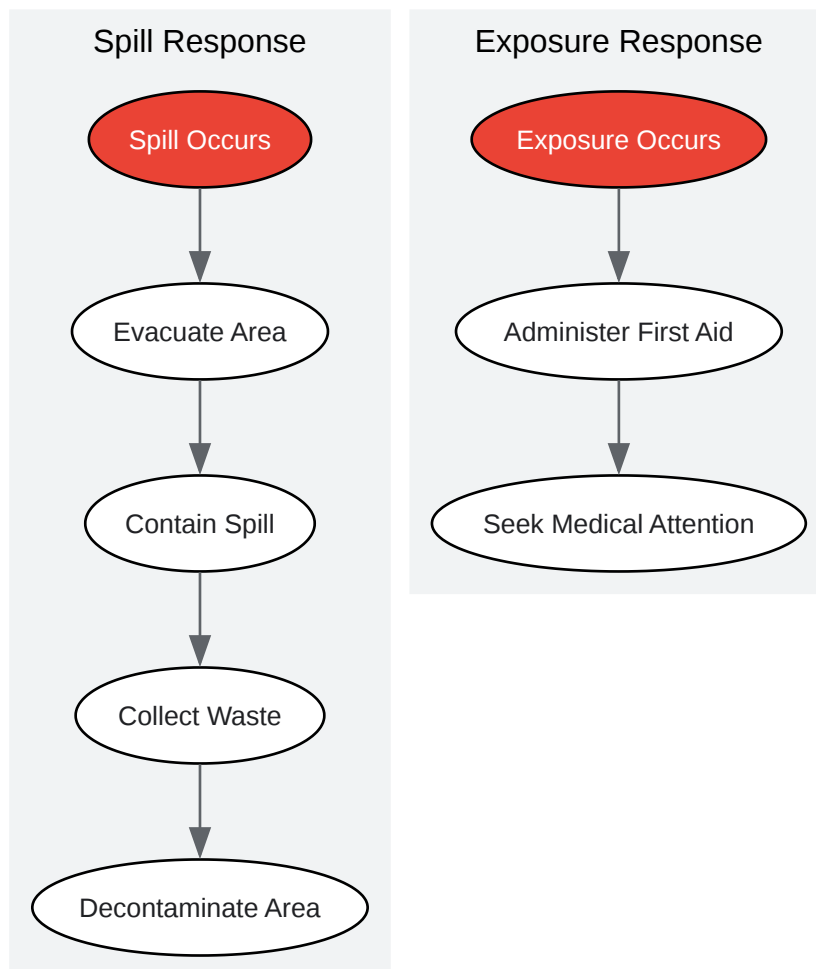 Spill Response
Spill Occurs
Evacuate Area
Contain Spill
Collect Waste
Decontaminate Area
Exposure Response
Exposure Occurs
Administer First Aid
Seek Medical Attention